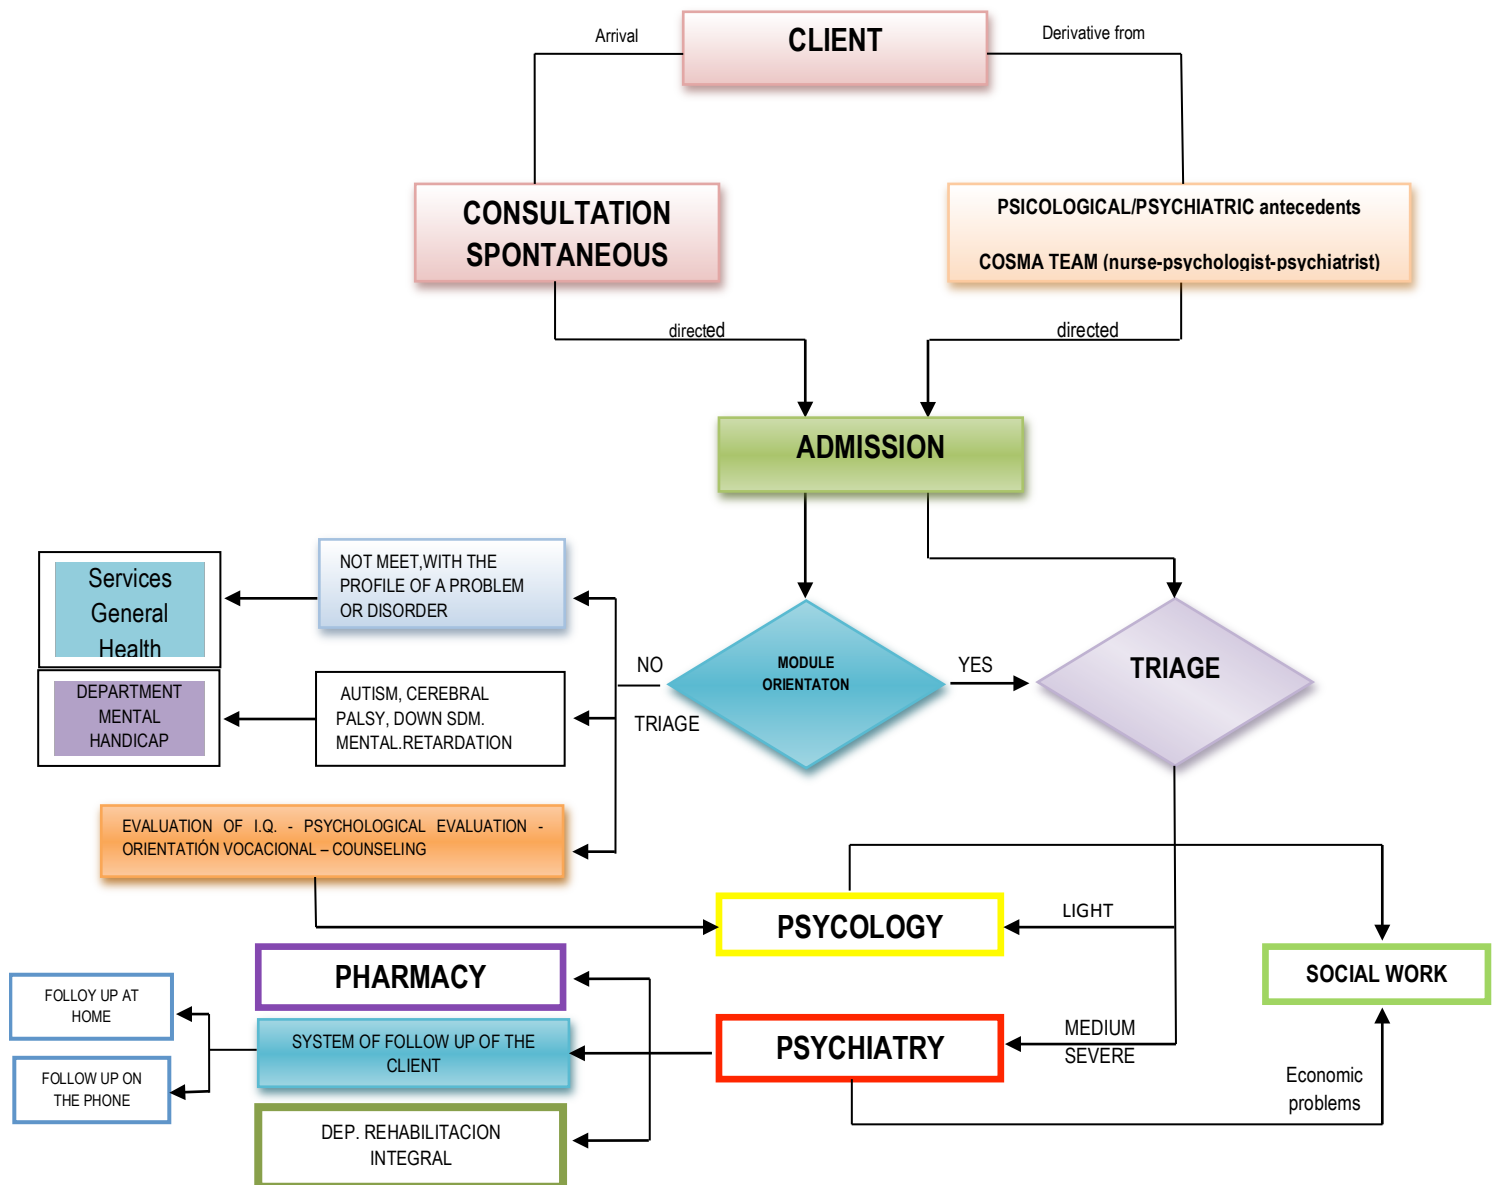 CLIENT
Arrival
Derivative from
CONSULTATION
SPONTANEOUS
PSICOLOGICAL/PSYCHIATRIC antecedents
COSMA TEAM (nurse-psychologist-psychiatrist)
directed
directed
ADMISSION
Services
General
Health
NOT MEET,WITH THE
PROFILE OF A PROBLEM
OR DISORDER
DEPARTMENT
MENTAL
HANDICAP
AUTISM, CEREBRAL
PALSY, DOWN SDM.
MENTAL.RETARDATION
NO
TRIAGE
MODULE
ORIENTATON
YES
TRIAGE
EVALUATION OF I.Q. - PSYCHOLOGICAL EVALUATION -
ORIENTATIÓN VOCACIONAL – COUNSELING
PSYCOLOGY
LIGHT
PHARMACY
SOCIAL WORK
FOLLOY UP AT
HOME
SYSTEM OF FOLLOW UP OF THE
CLIENT
PSYCHIATRY
MEDIUM
SEVERE
FOLLOW UP ON
THE PHONE
Economic
problems
DEP. REHABILITACION
INTEGRAL